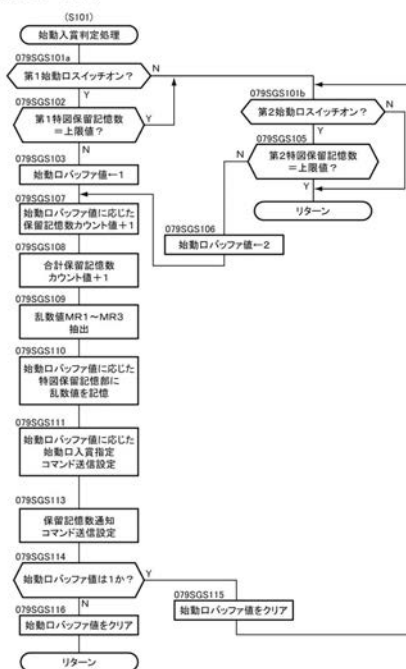 (S101)
始動入賞判定処理
079SGS101a
第1始動口スイッチオン?
N
Y
079SGS102
第1特図保留記憶数
=上限値?
Y
N
079SGS103
始動口バッファ値←1
079SGS107
始動口バッファ値に応じた
保留記憶数カウント値+1
079SGS108
合計保留記憶数
カウント値+1
079SGS109
乱数値MR1~MR3
抽出
079SGS110
始動口バッファ値に応じた
特図保留記憶部に
乱数値を記憶
079SGS111
始動口バッファ値に応じた
始動口入賞指定
コマンド送信設定
079SGS113
保留記憶数通知
コマンド送信設定
079SGS114
始動口バッファ値は1か?
Y
N
079SGS116
始動口バッファ値をクリア
リターン
079SGS101b
第2始動口スイッチオン?
N
Y
079SGS105
第2特図保留記憶数
=上限値?
N
Y
リターン
079SGS106
始動口バッファ値←2
079SGS115
始動口バッファ値をクリア